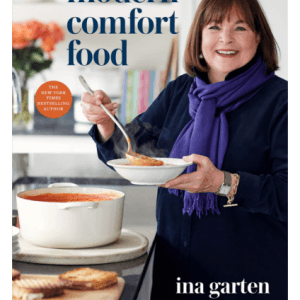 modern
comfort
food
THE
NEW YORK
TIMES
BESTSELLING
AUTHOR
ina garten